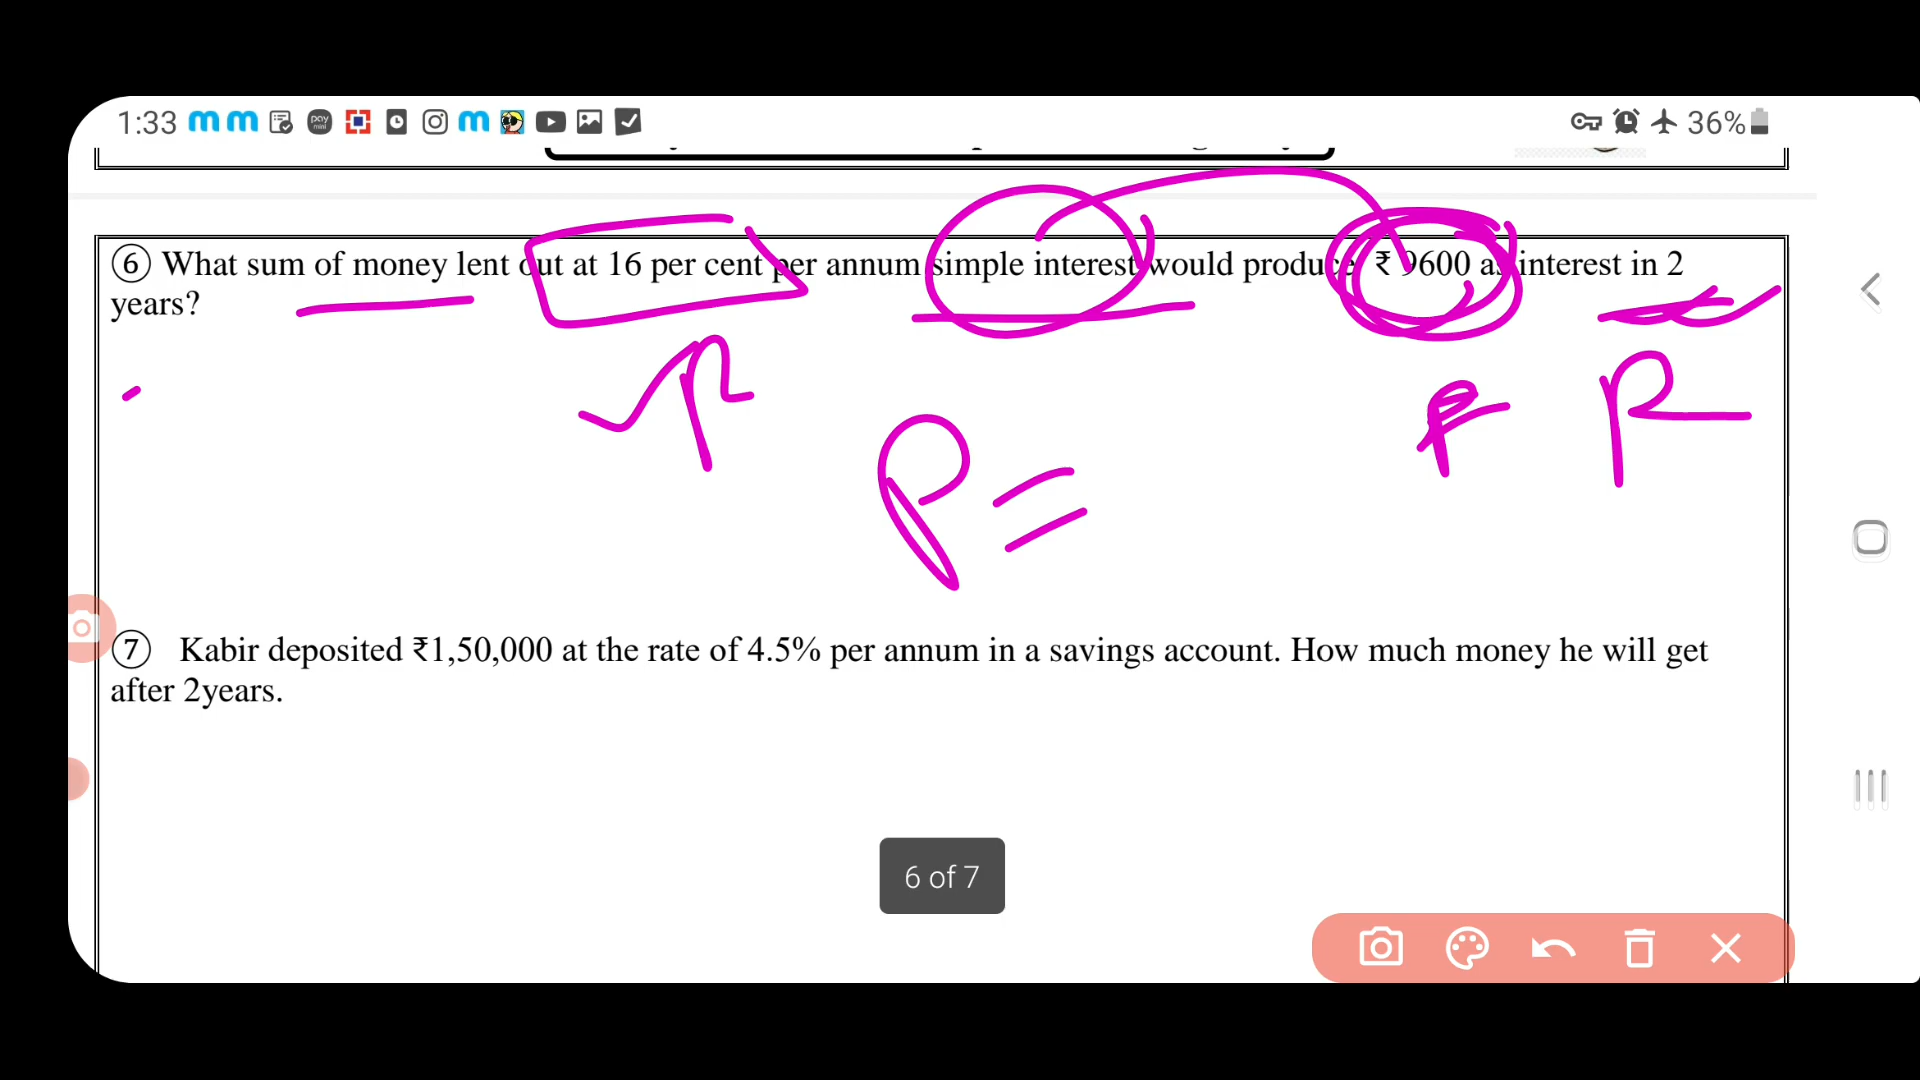 1:33 m m pay mini m 36%
⑥ What sum of money lent out at 16 per cent per annum simple interest would produce ₹ 9600 as interest in 2
years?
P =
⑦ Kabir deposited ₹1,50,000 at the rate of 4.5% per annum in a savings account. How much money he will get
after 2years.
6 of 7